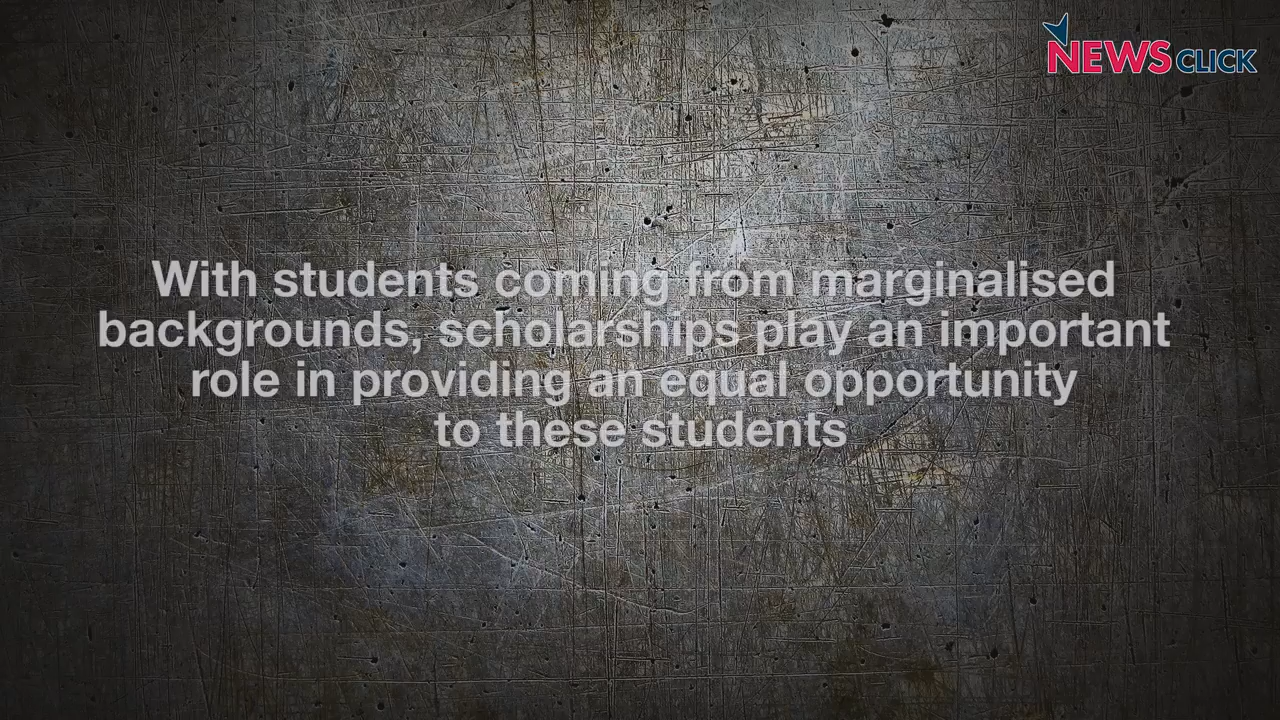 NEWSCLICK
With students coming from marginalised
backgrounds, scholarships play an important
role in providing an equal opportunity
to these students